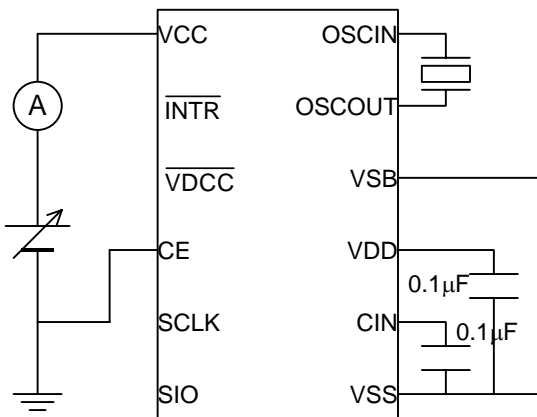 VCC OSCIN
A
INTR OSCOUT
VDCC VSB
CE VDD
0.1μF
SCLK CIN 0.1μF
SIO VSS